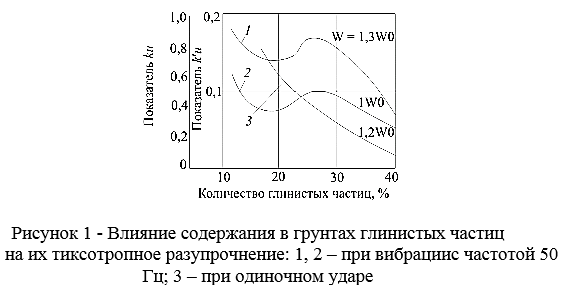 1,0
0,8
0,6
0,4
0,2
0
Показатель kи
0,2
0,1
Показатель k'и
1
2
3
W = 1,3W0
1W0
1,2W0
10 20 30 40
Количество глинистых частиц, %
Рисунок 1 - Влияние содержания в грунтах глинистых частиц
на их тиксотропное разупрочнение: 1, 2 – при вибрациис частотой 50
Гц; 3 – при одиночном ударе